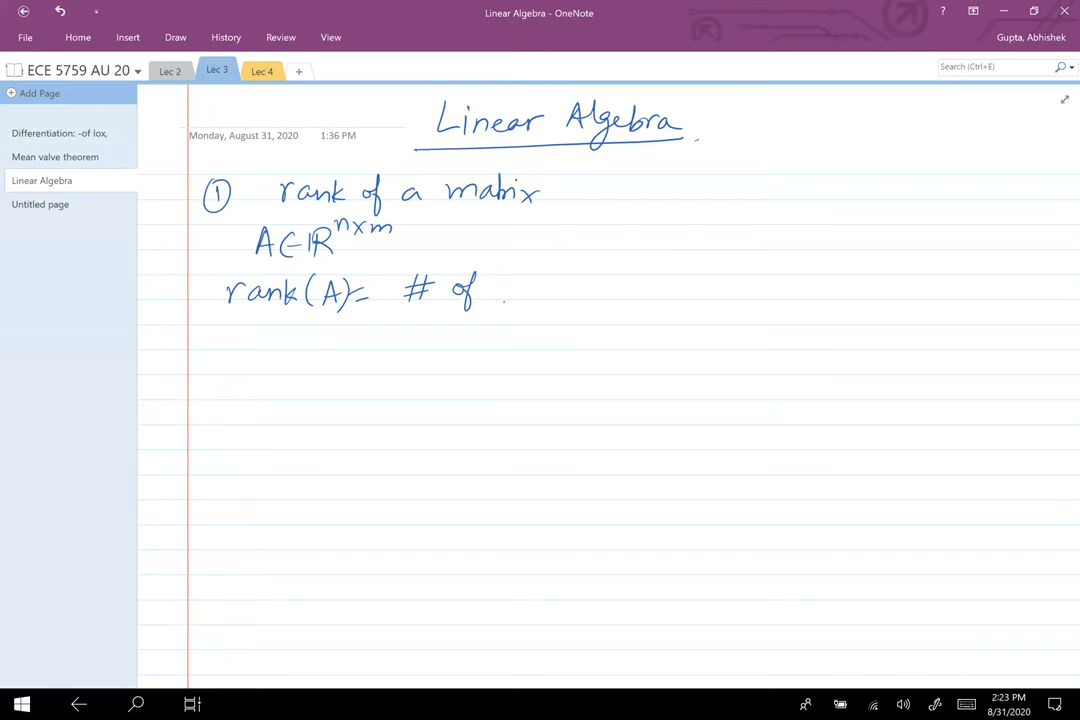 Linear Algebra - OneNote
?
File Home Insert Draw History Review View
Gupta, Abhishek
ECE 5759 AU 20
Lec 2 Lec 3 Lec 4 +
Search (Ctrl+E)
Add Page
Differentiation: -of lox,
Mean valve theorem
Linear Algebra
Untitled page
Linear Algebra
Monday, August 31, 2020 1:36 PM
① rank of a matrix
A∈ℝ^{n×m}
rank(A) = # of
2:23 PM
8/31/2020